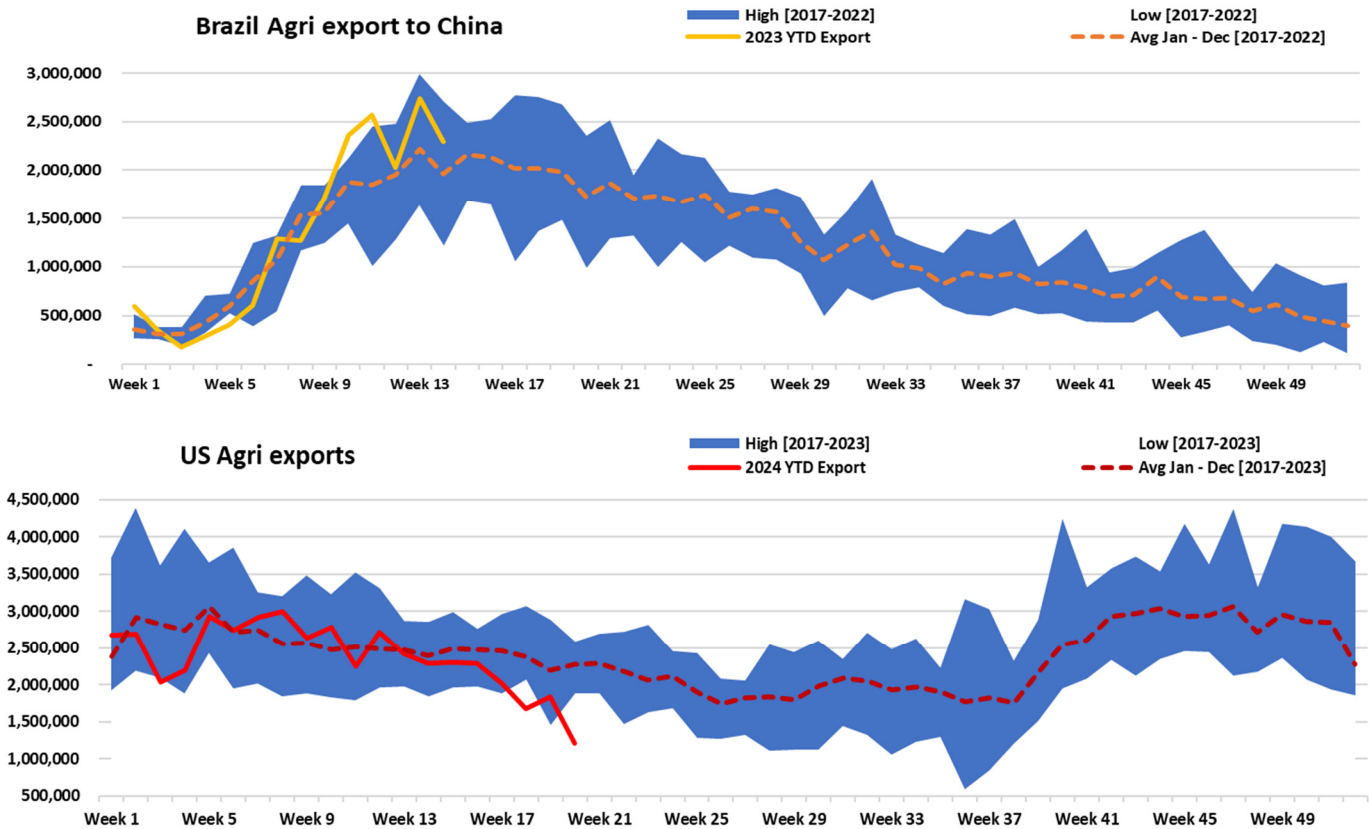 Brazil Agri export to China
High [2017-2022]
Low [2017-2022]
2023 YTD Export
Avg Jan - Dec [2017-2022]
3,000,000
2,500,000
2,000,000
1,500,000
1,000,000
500,000
-
Week 1 Week 5 Week 9 Week 13 Week 17 Week 21 Week 25 Week 29 Week 33 Week 37 Week 41 Week 45 Week 49
US Agri exports
High [2017-2023]
Low [2017-2023]
2024 YTD Export
Avg Jan - Dec [2017-2023]
4,500,000
4,000,000
3,500,000
3,000,000
2,500,000
2,000,000
1,500,000
1,000,000
500,000
Week 1 Week 5 Week 9 Week 13 Week 17 Week 21 Week 25 Week 29 Week 33 Week 37 Week 41 Week 45 Week 49